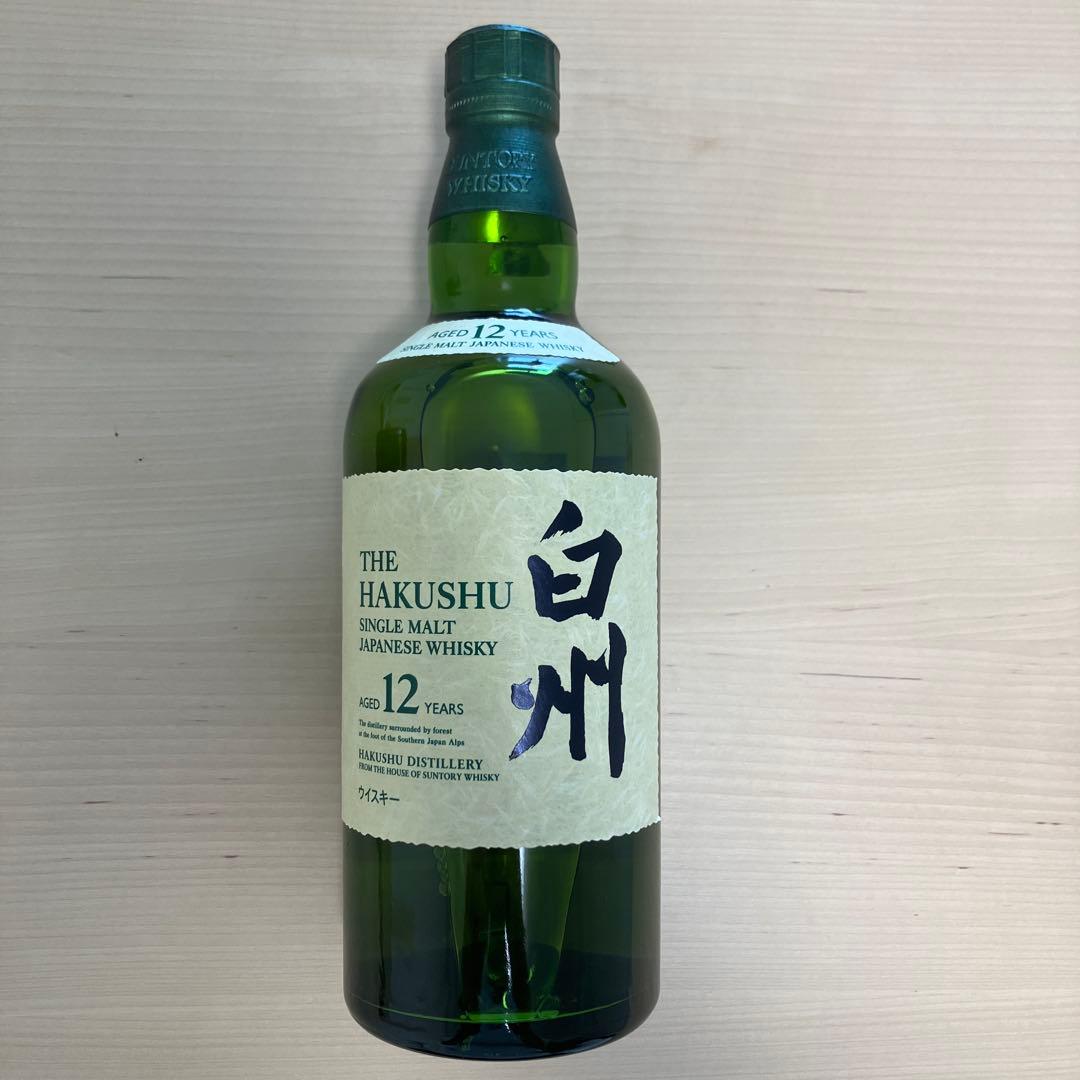 SUNTORY
WHISKY
AGED 12 YEARS
SINGLE MALT JAPANESE WHISKY
THE
HAKUSHU
SINGLE MALT
JAPANESE WHISKY
AGED 12 YEARS
The distillery surrounded by forest
at the foot of the Southern Japan Alps
HAKUSHU DISTILLERY
FROM THE HOUSE OF SUNTORY WHISKY
ウイスキー
白州